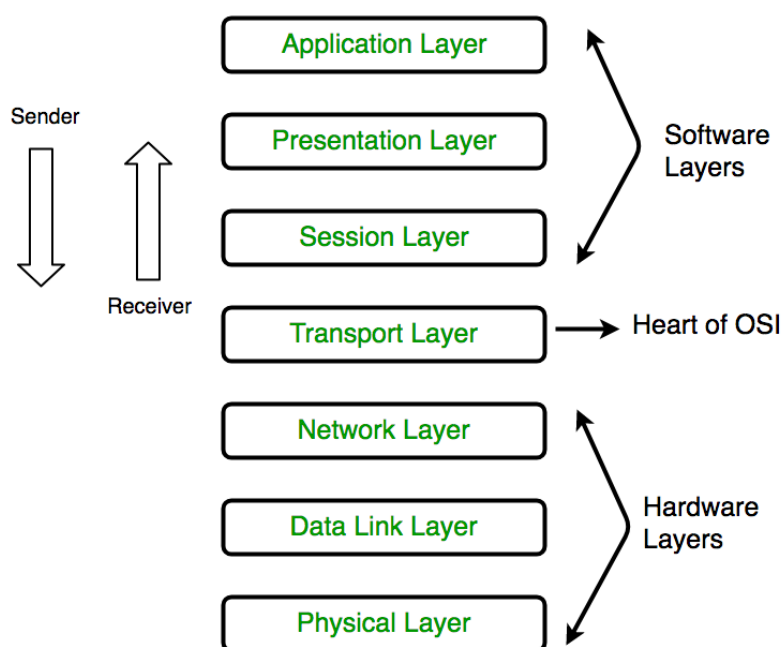 Application Layer
Sender
Presentation Layer
Software
Layers
Session Layer
Receiver
Transport Layer
Heart of OSI
Network Layer
Hardware
Layers
Data Link Layer
Physical Layer